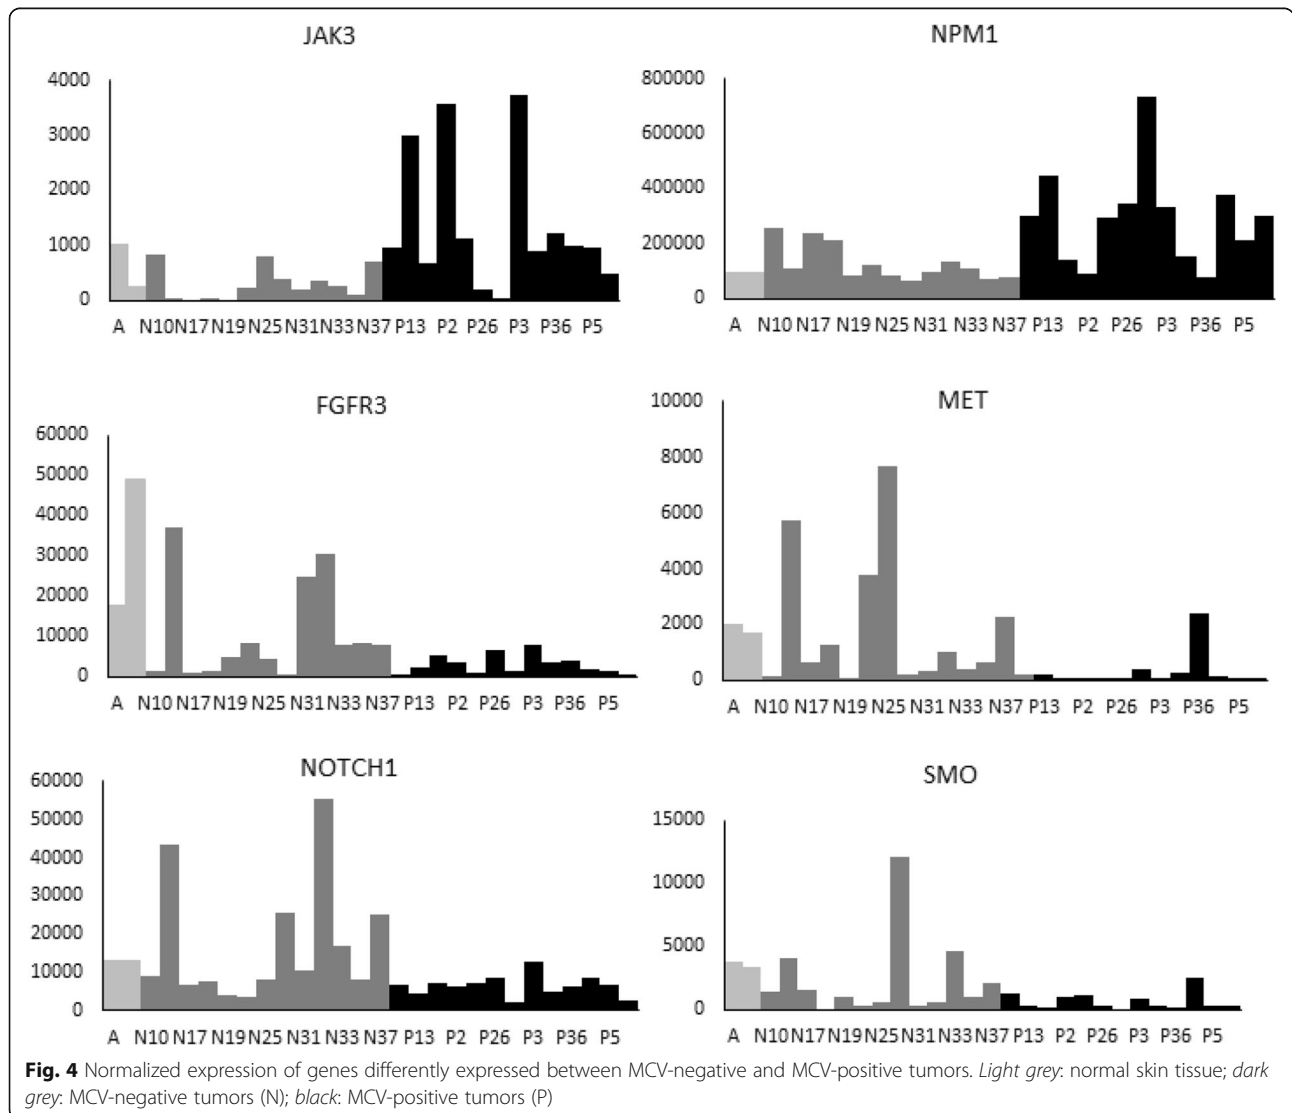 JAK3
4000
3000
2000
1000
0
A N10N17 N19 N25 N31 N33 N37 P13 P2 P26 P3 P36 P5
NPM1
800000
600000
400000
200000
0
A N10 N17 N19 N25 N31 N33 N37 P13 P2 P26 P3 P36 P5
FGFR3
60000
50000
40000
30000
20000
10000
0
A N10 N17 N19 N25 N31 N33 N37 P13 P2 P26 P3 P36 P5
MET
10000
8000
6000
4000
2000
0
A N10 N17 N19 N25 N31 N33 N37 P13 P2 P26 P3 P36 P5
NOTCH1
60000
50000
40000
30000
20000
10000
0
A N10 N17 N19 N25 N31 N33 N37 P13 P2 P26 P3 P36 P5
SMO
15000
10000
5000
0
A N10 N17 N19 N25 N31 N33 N37 P13 P2 P26 P3 P36 P5
Fig. 4 Normalized expression of genes differently expressed between MCV-negative and MCV-positive tumors. Light grey: normal skin tissue; dark
grey: MCV-negative tumors (N); black: MCV-positive tumors (P)